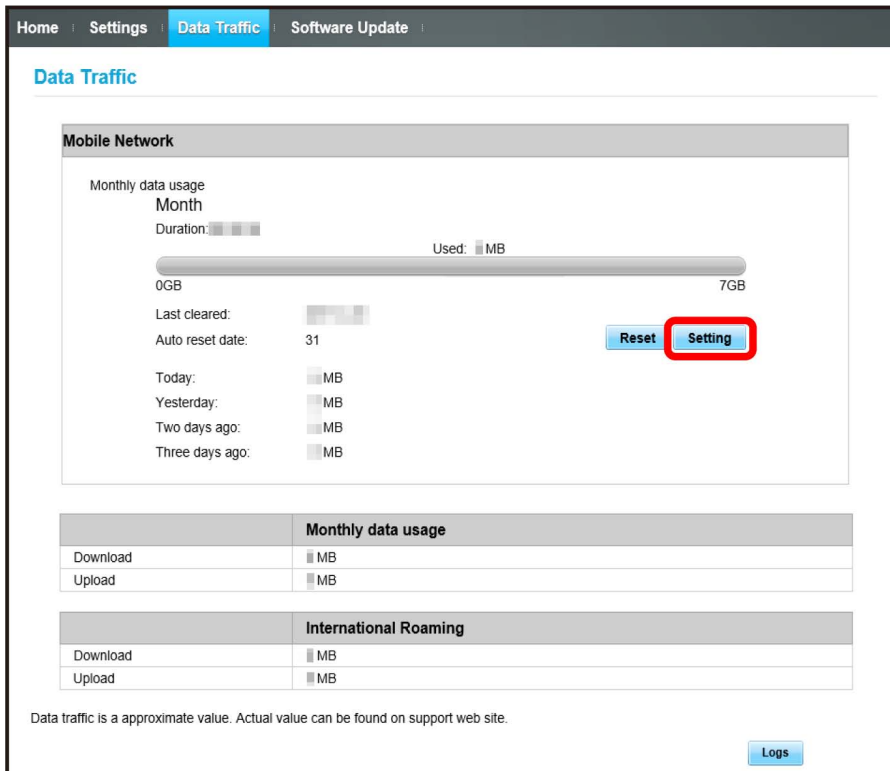 Home Settings Data Traffic Software Update
Data Traffic
Mobile Network
Monthly data usage
Month
Duration:
Used: MB
0GB 7GB
Last cleared:
Auto reset date: 31 Reset Setting
Today: MB
Yesterday: MB
Two days ago: MB
Three days ago: MB
Monthly data usage
Download MB
Upload MB
International Roaming
Download MB
Upload MB
Data traffic is a approximate value. Actual value can be found on support web site.
Logs